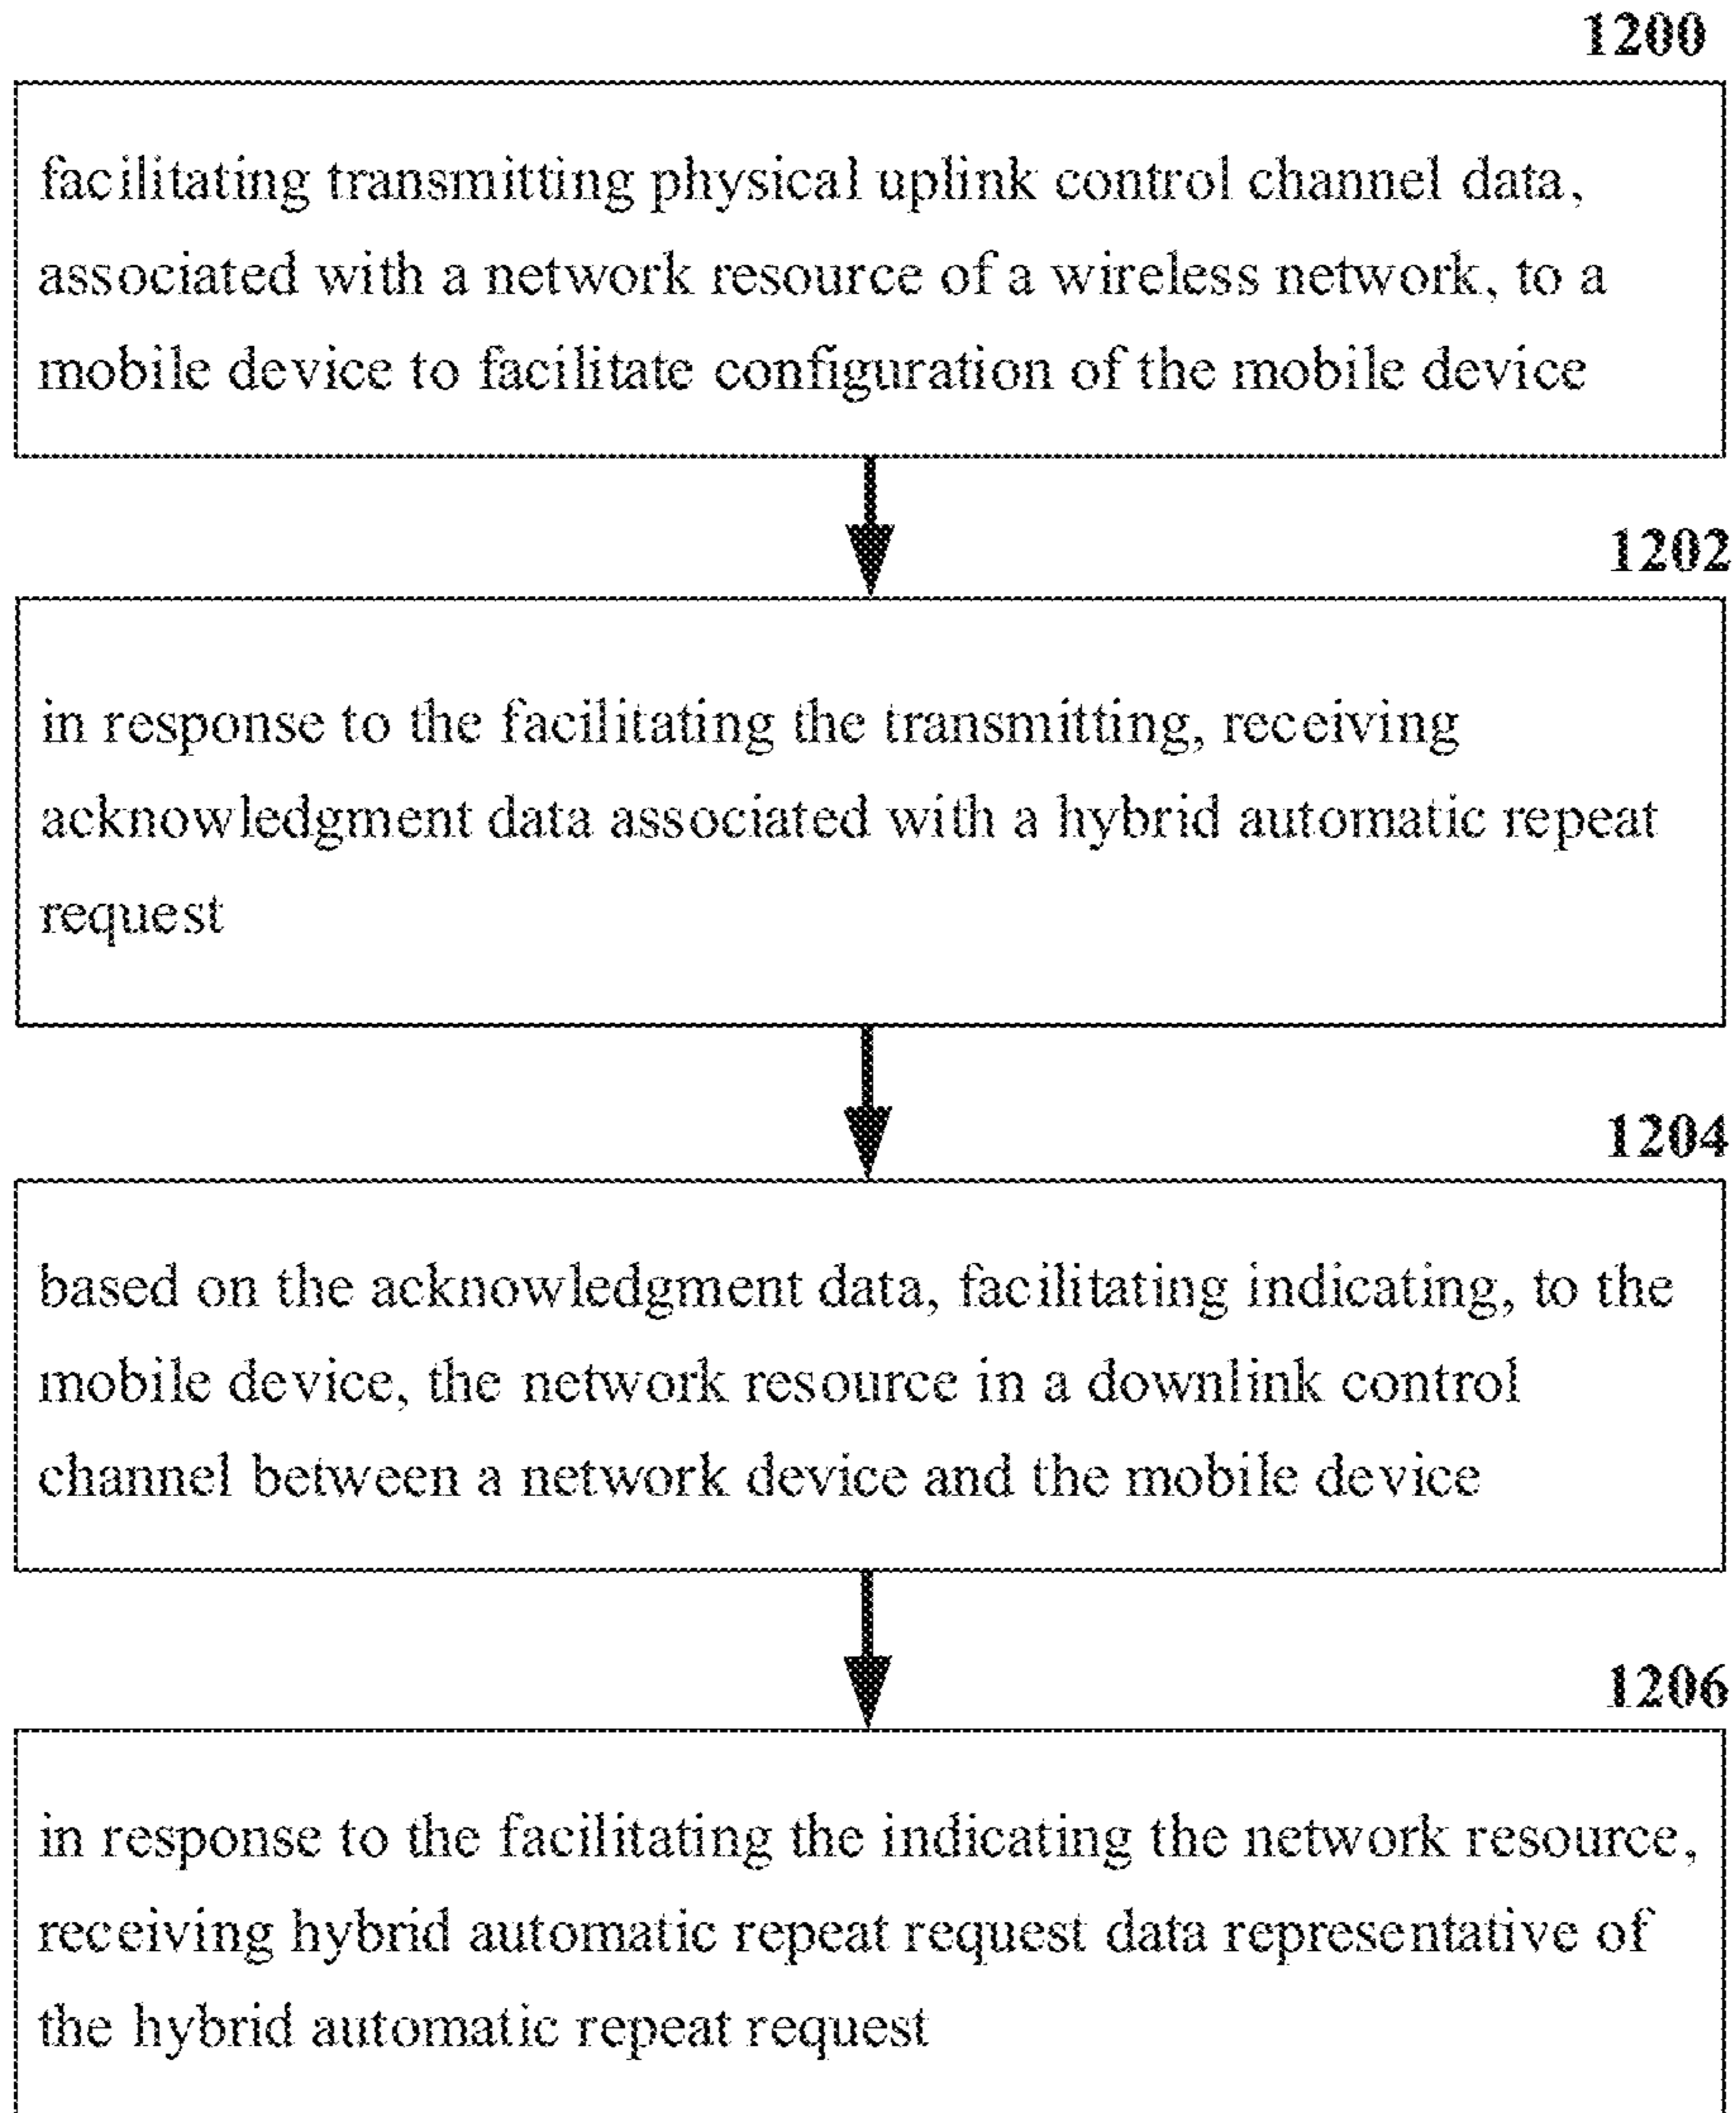 1200
facilitating transmitting physical uplink control channel data,
associated with a network resource of a wireless network, to a
mobile device to facilitate configuration of the mobile device
1202
in response to the facilitating the transmitting, receiving
acknowledgment data associated with a hybrid automatic repeat
request
1204
based on the acknowledgment data, facilitating indicating, to the
mobile device, the network resource in a downlink control
channel between a network device and the mobile device
1206
in response to the facilitating the indicating the network resource,
receiving hybrid automatic repeat request data representative of
the hybrid automatic repeat request